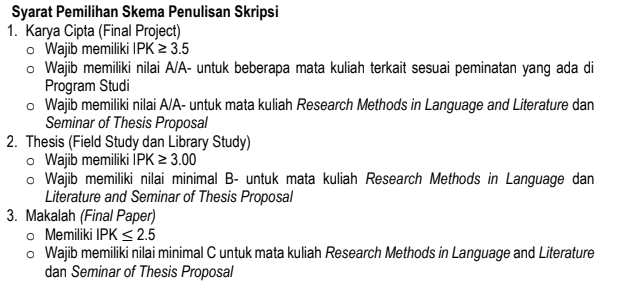 Syarat Pemilihan Skema Penulisan Skripsi
1. Karya Cipta (Final Project)
o Wajib memiliki IPK ≥ 3.5
o Wajib memiliki nilai A/A- untuk beberapa mata kuliah terkait sesuai peminatan yang ada di
Program Studi
o Wajib memiliki nilai A/A- untuk mata kuliah Research Methods in Language and Literature dan
Seminar of Thesis Proposal
2. Thesis (Field Study dan Library Study)
o Wajib memiliki IPK ≥ 3.00
o Wajib memiliki nilai minimal B- untuk mata kuliah Research Methods in Language dan
Literature and Seminar of Thesis Proposal
3. Makalah (Final Paper)
o Memiliki IPK ≤ 2.5
o Wajib memiliki nilai minimal C untuk mata kuliah Research Methods in Language and Literature
dan Seminar of Thesis Proposal